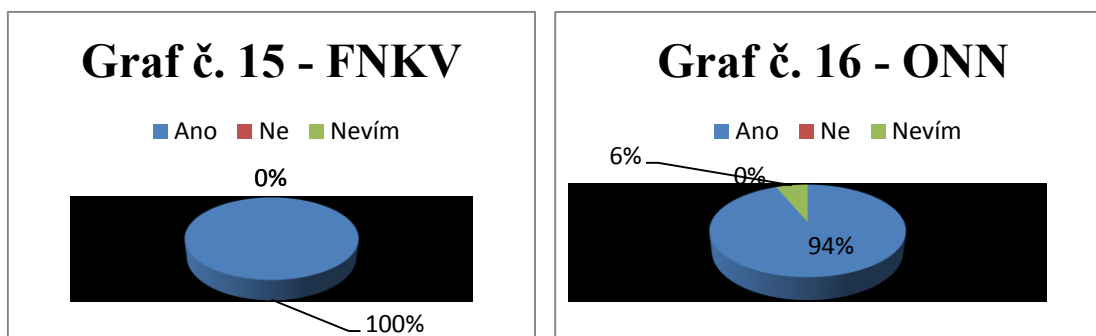 Graf č. 15 - FNKV
Ano Ne Nevím
0%
100%
Graf č. 16 - ONN
Ano Ne Nevím
6%
0%
94%